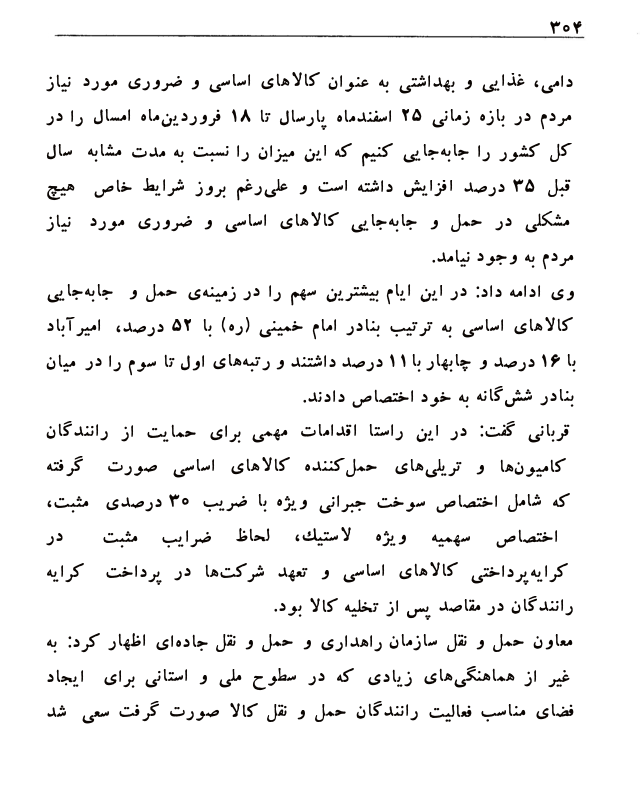 ۳۰۴
دامی، غذایی و بهداشتی به عنوان کالاهای اساسی و ضروری مورد نیاز
مردم در بازه زمانی ۲۵ اسفندماه پارسال تا ۱۸ فروردین‌ماه امسال را در
کل کشور را جابه‌جایی کنیم که این میزان را نسبت به مدت مشابه سال
قبل ۳۵ درصد افزایش داشته است و علی‌رغم بروز شرایط خاص هیچ
مشکلی در حمل و جابه‌جایی کالاهای اساسی و ضروری مورد نیاز
مردم به وجود نیامد.
وی ادامه داد: در این ایام بیشترین سهم را در زمینه‌ی حمل و جابه‌جایی
کالاهای اساسی به ترتیب بنادر امام خمینی (ره) با ۵۲ درصد، امیرآباد
با ۱۶ درصد و چابهار با ۱۱ درصد داشتند و رتبه‌های اول تا سوم را در میان
بنادر شش‌گانه به خود اختصاص دادند.
قربانی گفت: در این راستا اقدامات مهمی برای حمایت از رانندگان
کامیون‌ها و تریلی‌های حمل‌کننده کالاهای اساسی صورت گرفته
که شامل اختصاص سوخت جبرانی ویژه با ضریب ۳۰ درصدی مثبت،
اختصاص سهمیه ویژه لاستیك، لحاظ ضرایب مثبت در
کرایه‌پرداختی کالاهای اساسی و تعهد شرکت‌ها در پرداخت کرایه
رانندگان در مقاصد پس از تخلیه کالا بود.
معاون حمل و نقل سازمان راهداری و حمل و نقل جاده‌ای اظهار کرد: به
غیر از هماهنگی‌های زیادی که در سطوح ملی و استانی برای ایجاد
فضای مناسب فعالیت رانندگان حمل و نقل کالا صورت گرفت سعی شد